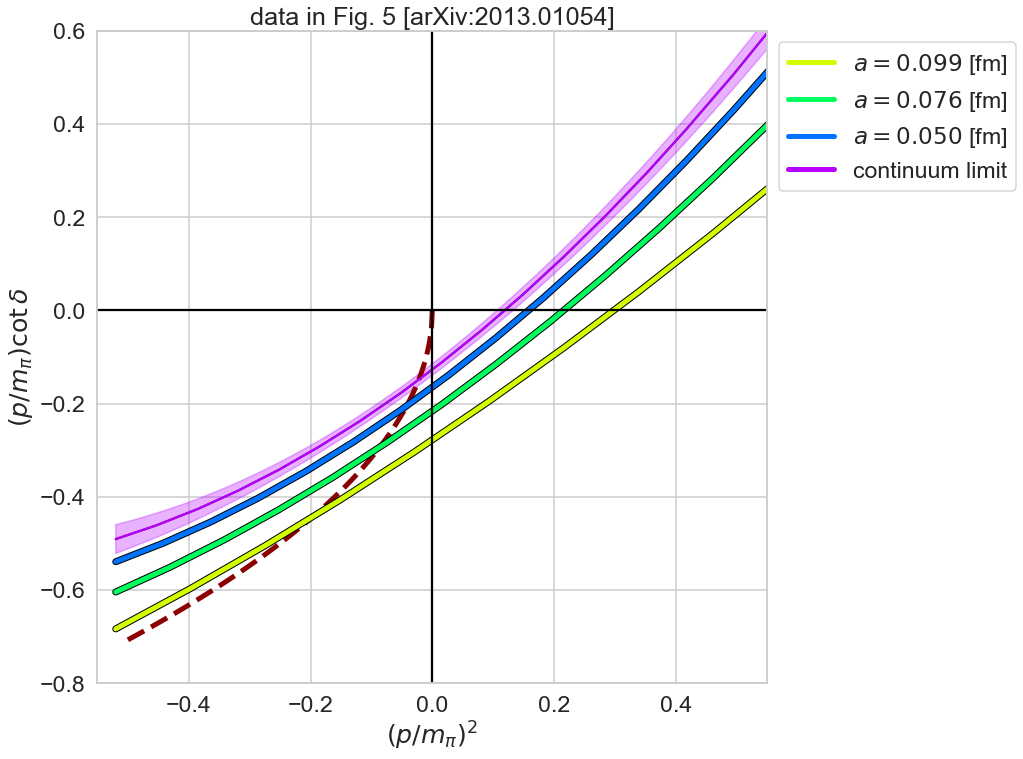 data in Fig. 5 [arXiv:2013.01054]
0.6
0.4
0.2
0.0
−0.2
−0.4
−0.6
−0.8
(p/mπ)cot δ
−0.4
−0.2
0.0
0.2
0.4
(p/mπ)²
a = 0.099 [fm]
a = 0.076 [fm]
a = 0.050 [fm]
continuum limit